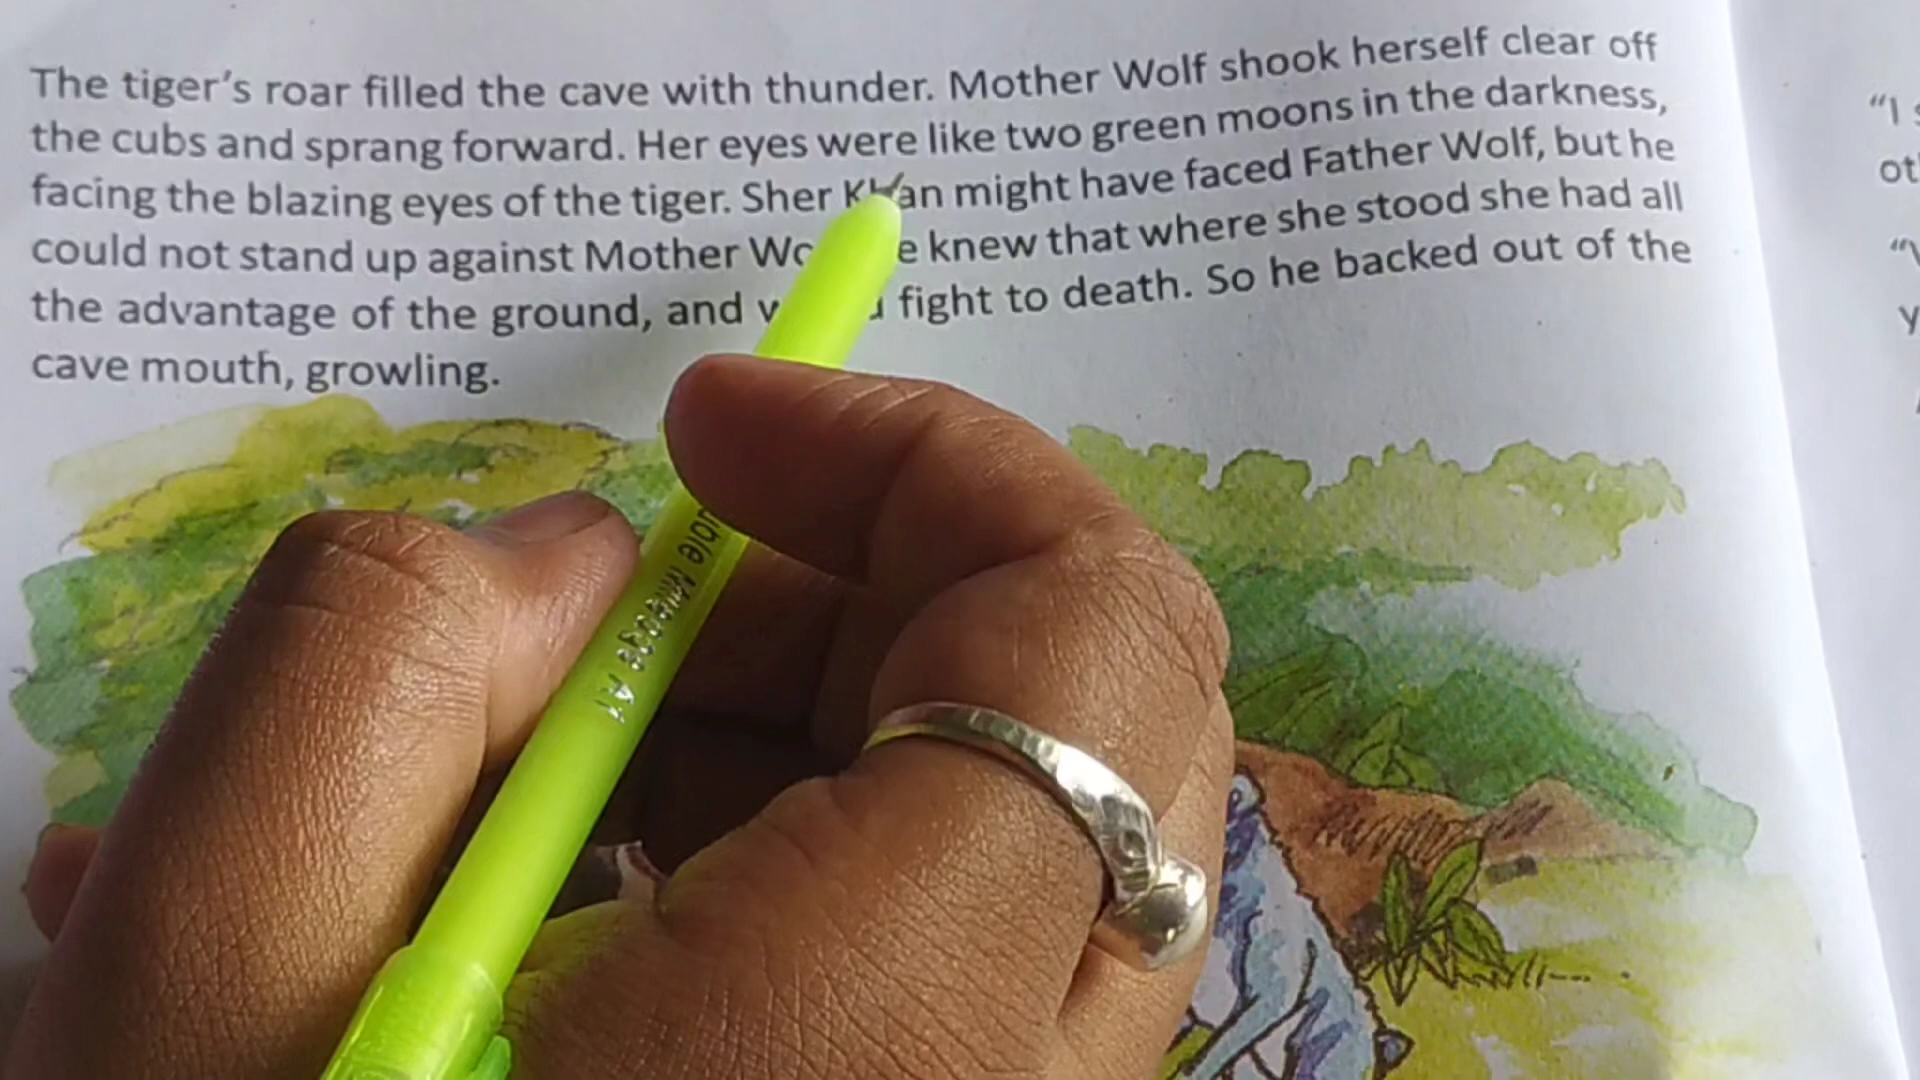 The tiger's roar filled the cave with thunder. Mother Wolf shook herself clear off
the cubs and sprang forward. Her eyes were like two green moons in the darkness,
facing the blazing eyes of the tiger. Sher Khan might have faced Father Wolf, but he
could not stand up against Mother knew that where she stood she had all
the advantage of the ground, and fight to death. So he backed out of the
cave mouth, growling.
"I
Mileage A1